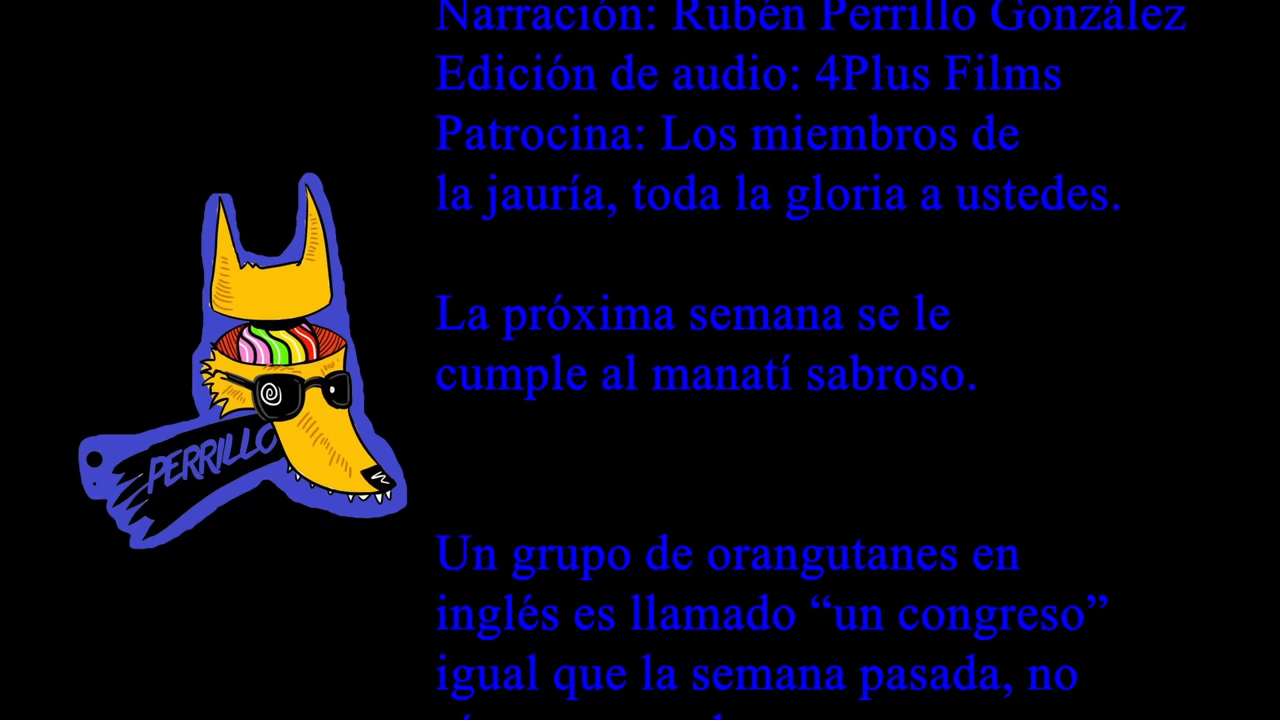 Narración: Rubén Perrillo González
Edición de audio: 4Plus Films
Patrocina: Los miembros de
la jauría, toda la gloria a ustedes.
La próxima semana se le
cumple al manatí sabroso.
PERRILLO
Un grupo de orangutanes en
inglés es llamado “un congreso”
igual que la semana pasada, no